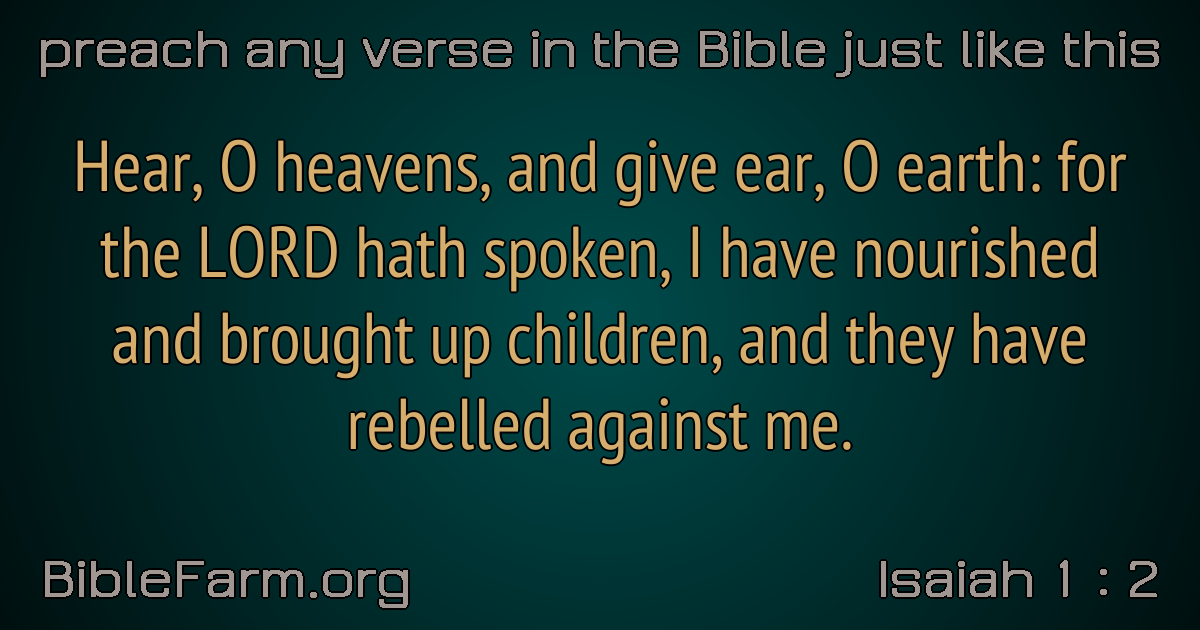 preach any verse in the Bible just like this
Hear, O heavens, and give ear, O earth: for
the LORD hath spoken, I have nourished
and brought up children, and they have
rebelled against me.
BibleFarm.org
Isaiah 1 : 2